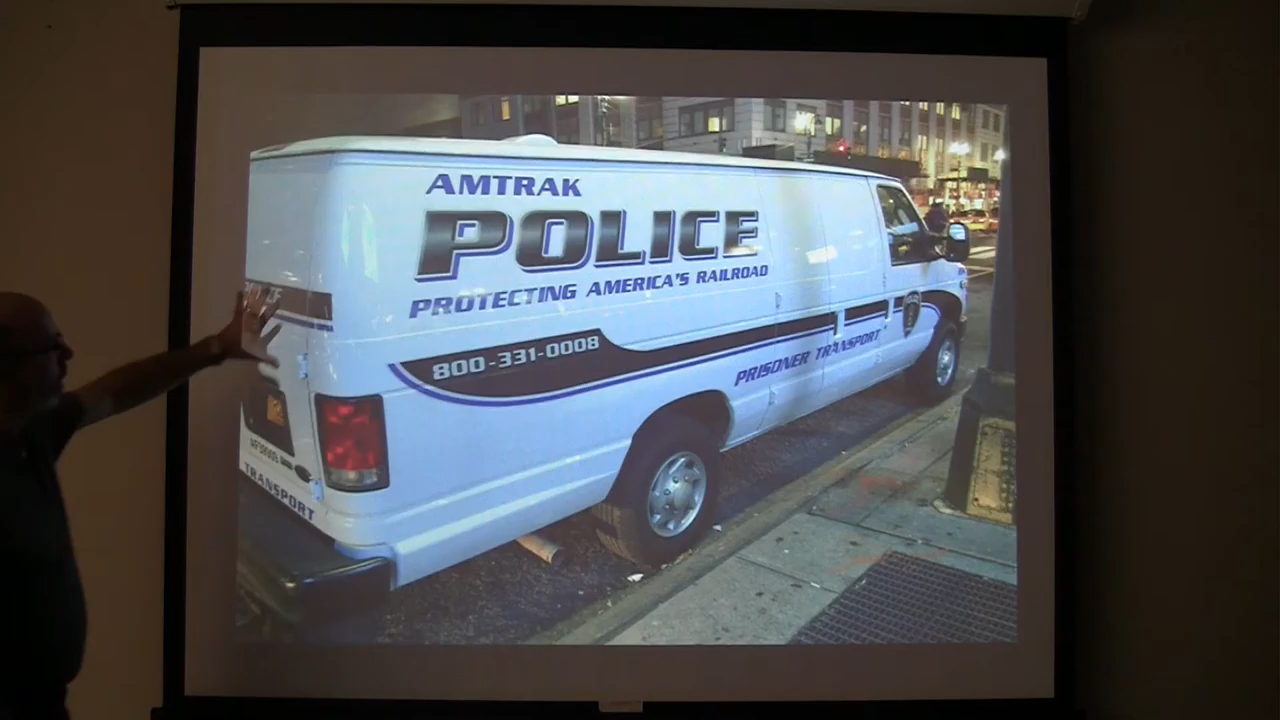 AMTRAK
POLICE
PROTECTING AMERICA'S RAILROAD
800-331-0008
PRISONER TRANSPORT
TRANSPORT